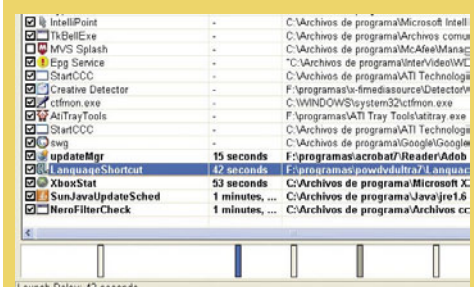 IntelliPoint - C:\Archivos de programa\Microsoft Intelli
TkBellExe - C:\Archivos de programa\Archivos comu
MVS Splash - C:\Archivos de programa\McAfee\Manag
Epg Service - "C:\Archivos de programa\InterVideo\
StartCCC - C:\Archivos de programa\ATI Technologi
Creative Detector - F:\programas\x-fimediasource\Detector\
ctfmon.exe - C:\WINDOWS\system32\ctfmon.exe
AtiTrayTools - F:\programas\ATI Tray Tools\atitray.exe
StartCCC - C:\Archivos de programa\ATI Technologi
swg - C:\Archivos de programa\Google\Google
updateMgr 15 seconds F:\programas\acrobat7\Reader\Adob
LanguageShortcut 42 seconds F:\programas\powdvdultra7\Languac
XboxStat 53 seconds C:\Archivos de programa\Microsoft X
SunJavaUpdateSched 1 minutes, ... C:\Archivos de programa\Java\jre1.6
NeroFilterCheck 1 minutes, ... C:\Archivos de programa\Archivos cc
Launch Delay: 42 seconds